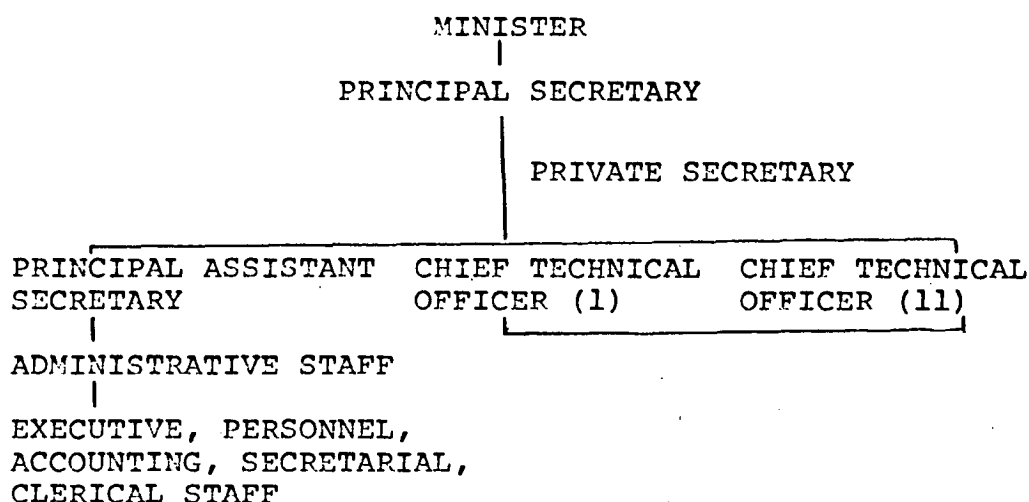 MINISTER
PRINCIPAL SECRETARY
PRIVATE SECRETARY
PRINCIPAL ASSISTANT
SECRETARY
CHIEF TECHNICAL
OFFICER (1)
CHIEF TECHNICAL
OFFICER (11)
ADMINISTRATIVE STAFF
EXECUTIVE, PERSONNEL,
ACCOUNTING, SECRETARIAL,
CLERICAL STAFF